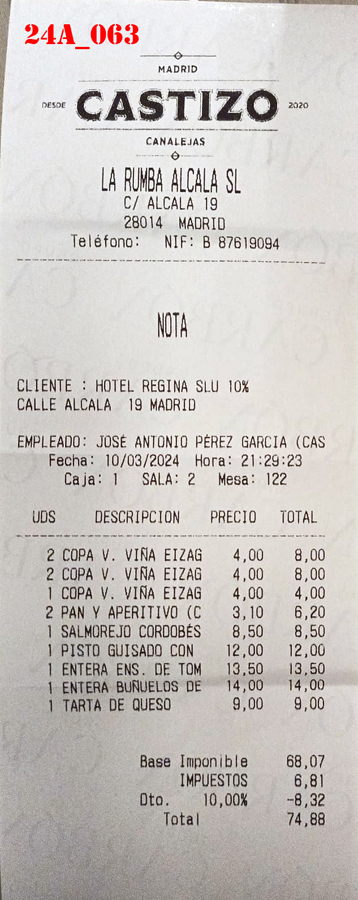 24A_063
MADRID
DESDE CASTIZO 2020
CANALEJAS
LA RUMBA ALCALA SL
C/ ALCALA 19
28014 MADRID
Teléfono: NIF: B 87619094
NOTA
CLIENTE : HOTEL REGINA SLU 10%
CALLE ALCALA 19 MADRID
EMPLEADO: JOSÉ ANTONIO PÉREZ GARCIA (CAS
Fecha: 10/03/2024 Hora: 21:29:23
Caja: 1 SALA: 2 Mesa: 122
UDS DESCRIPCION PRECIO TOTAL
2 COPA V. VIÑA EIZAG 4,00 8,00
2 COPA V. VIÑA EIZAG 4,00 8,00
1 COPA V. VIÑA EIZAG 4,00 4,00
2 PAN Y APERITIVO (C 3,10 6,20
1 SALMOREJO CORDOBÉS 8,50 8,50
1 PISTO GUISADO CON 12,00 12,00
1 ENTERA ENS. DE TOM 13,50 13,50
1 ENTERA BUÑUELOS DE 14,00 14,00
1 TARTA DE QUESO 9,00 9,00
Base Imponible 68,07
IMPUESTOS 6,81
Dto. 10,00% -8,32
Total 74,88